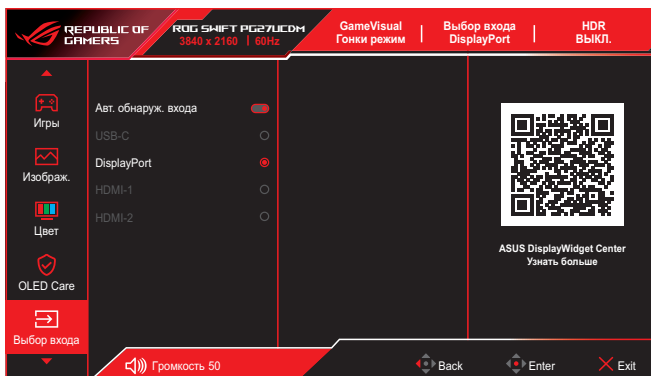 REPUBLIC OF
GAMERS
ROG SWIFT PG27UCDM
3840 x 2160 | 60Hz
GameVisual
Гонки режим
Выбор входа
DisplayPort
HDR
ВЫКЛ.
Игры
Изображ.
Цвет
OLED Care
Выбор входа
Авт. обнаруж. входа
USB-C
DisplayPort
HDMI-1
HDMI-2
ASUS DisplayWidget Center
Узнать больше
Громкость 50
Back
Enter
Exit